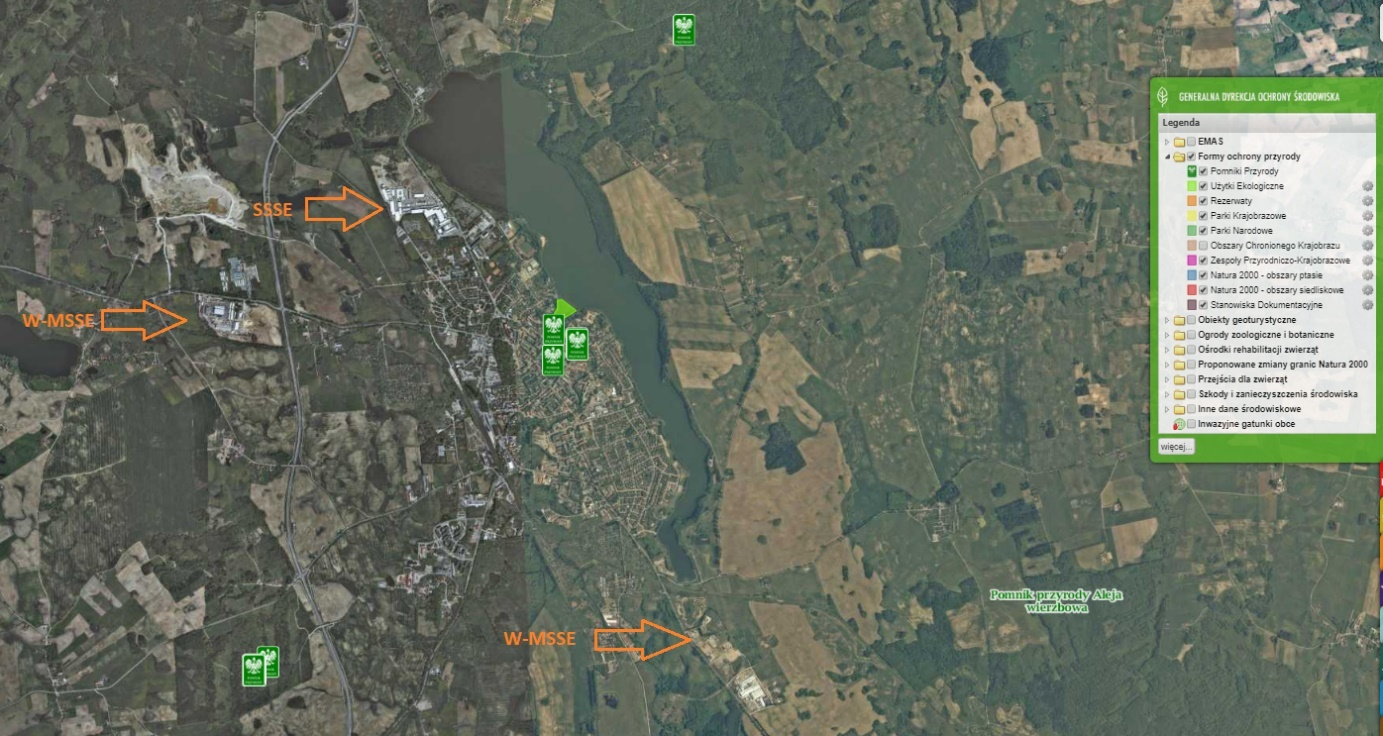 GENERALNA DYREKCJA OCHRONY ŚRODOWISKA
Legenda
EMAS
Formy ochrony przyrody
Pomniki Przyrody
Użytki Ekologiczne
Rezerwaty
Parki Krajobrazowe
Parki Narodowe
Obszary Chronionego Krajobrazu
Zespoły Przyrodniczo-Krajobrazowe
Natura 2000 - obszary ptasie
Natura 2000 - obszary siedliskowe
Stanowiska Dokumentacyjne
Obiekty geoturystyczne
Ogrody zoologiczne i botaniczne
Ośrodki rehabilitacji zwierząt
Proponowane zmiany granic Natura 2000
Przejścia dla zwierząt
Szkody i zanieczyszczenia środowiska
Inne dane środowiskowe
Inwazyjne gatunki obce
więcej...
SSSE
W-MSSE
Pomnik przyrody Aleja
wierzbowa
W-MSSE